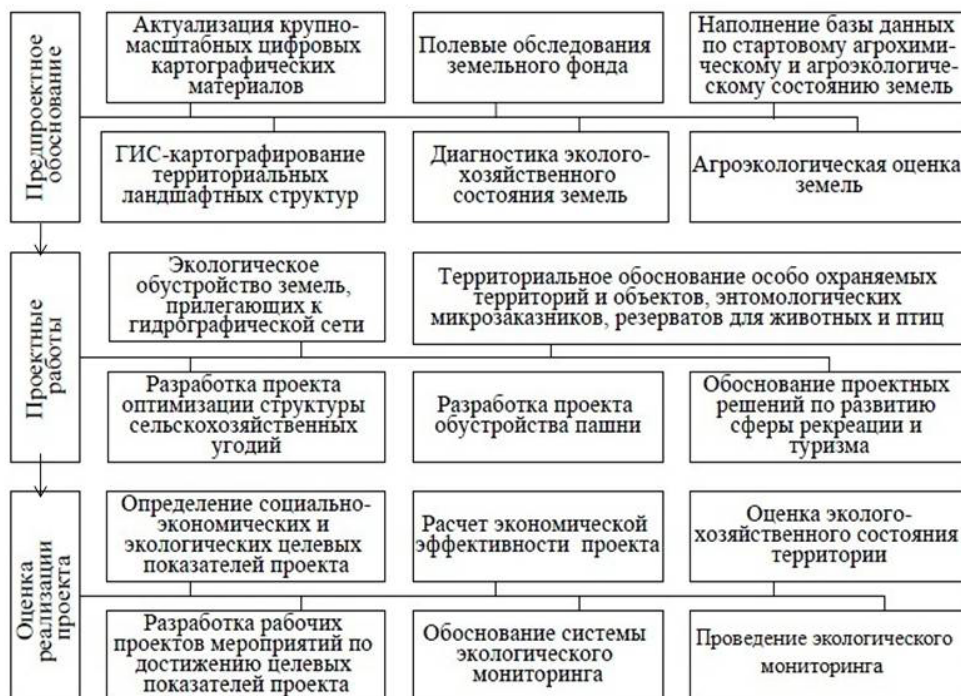 Предпроектное
обоснование
Актуализация крупно-
масштабных цифровых
картографических
материалов
Полевые обследования
земельного фонда
Наполнение базы данных
по стартовому агрохими-
ческому и агроэкологиче-
скому состоянию земель
ГИС-картографирование
территориальных
ландшафтных структур
Диагностика эколого-
хозяйственного
состояния земель
Агроэкологическая оценка
земель
Проектные
работы
Экологическое
обустройство земель,
прилегающих к
гидрографической сети
Территориальное обоснование особо охраняемых
территорий и объектов, энтомологических
микрозаказников, резерватов для животных и птиц
Разработка проекта
оптимизации структуры
сельскохозяйственных
угодий
Разработка проекта
обустройства пашни
Обоснование проектных
решений по развитию
сферы рекреации и
туризма
Оценка
реализации
проекта
Определение социально-
экономических и
экологических целевых
показателей проекта
Расчет экономической
эффективности проекта
Оценка эколого-
хозяйственного состояния
территории
Разработка рабочих
проектов мероприятий по
достижению целевых
показателей проекта
Обоснование системы
экологического
мониторинга
Проведение экологического
мониторинга